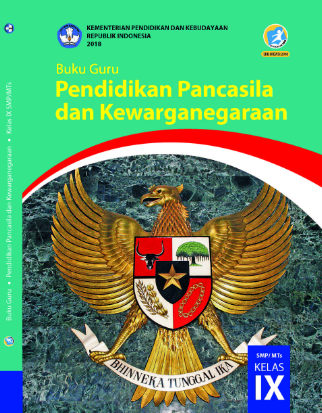 KEMENTERIAN PENDIDIKAN DAN KEBUDAYAAN
REPUBLIK INDONESIA
2018
Buku Guru
Pendidikan Pancasila
dan Kewarganegaraan
BHINNEKA TUNGGAL IKA
SMP/ MTs
KELAS
IX
Buku Guru • Pendidikan Pancasila dan Kewarganegaraan • Kelas IX SMP/MTs